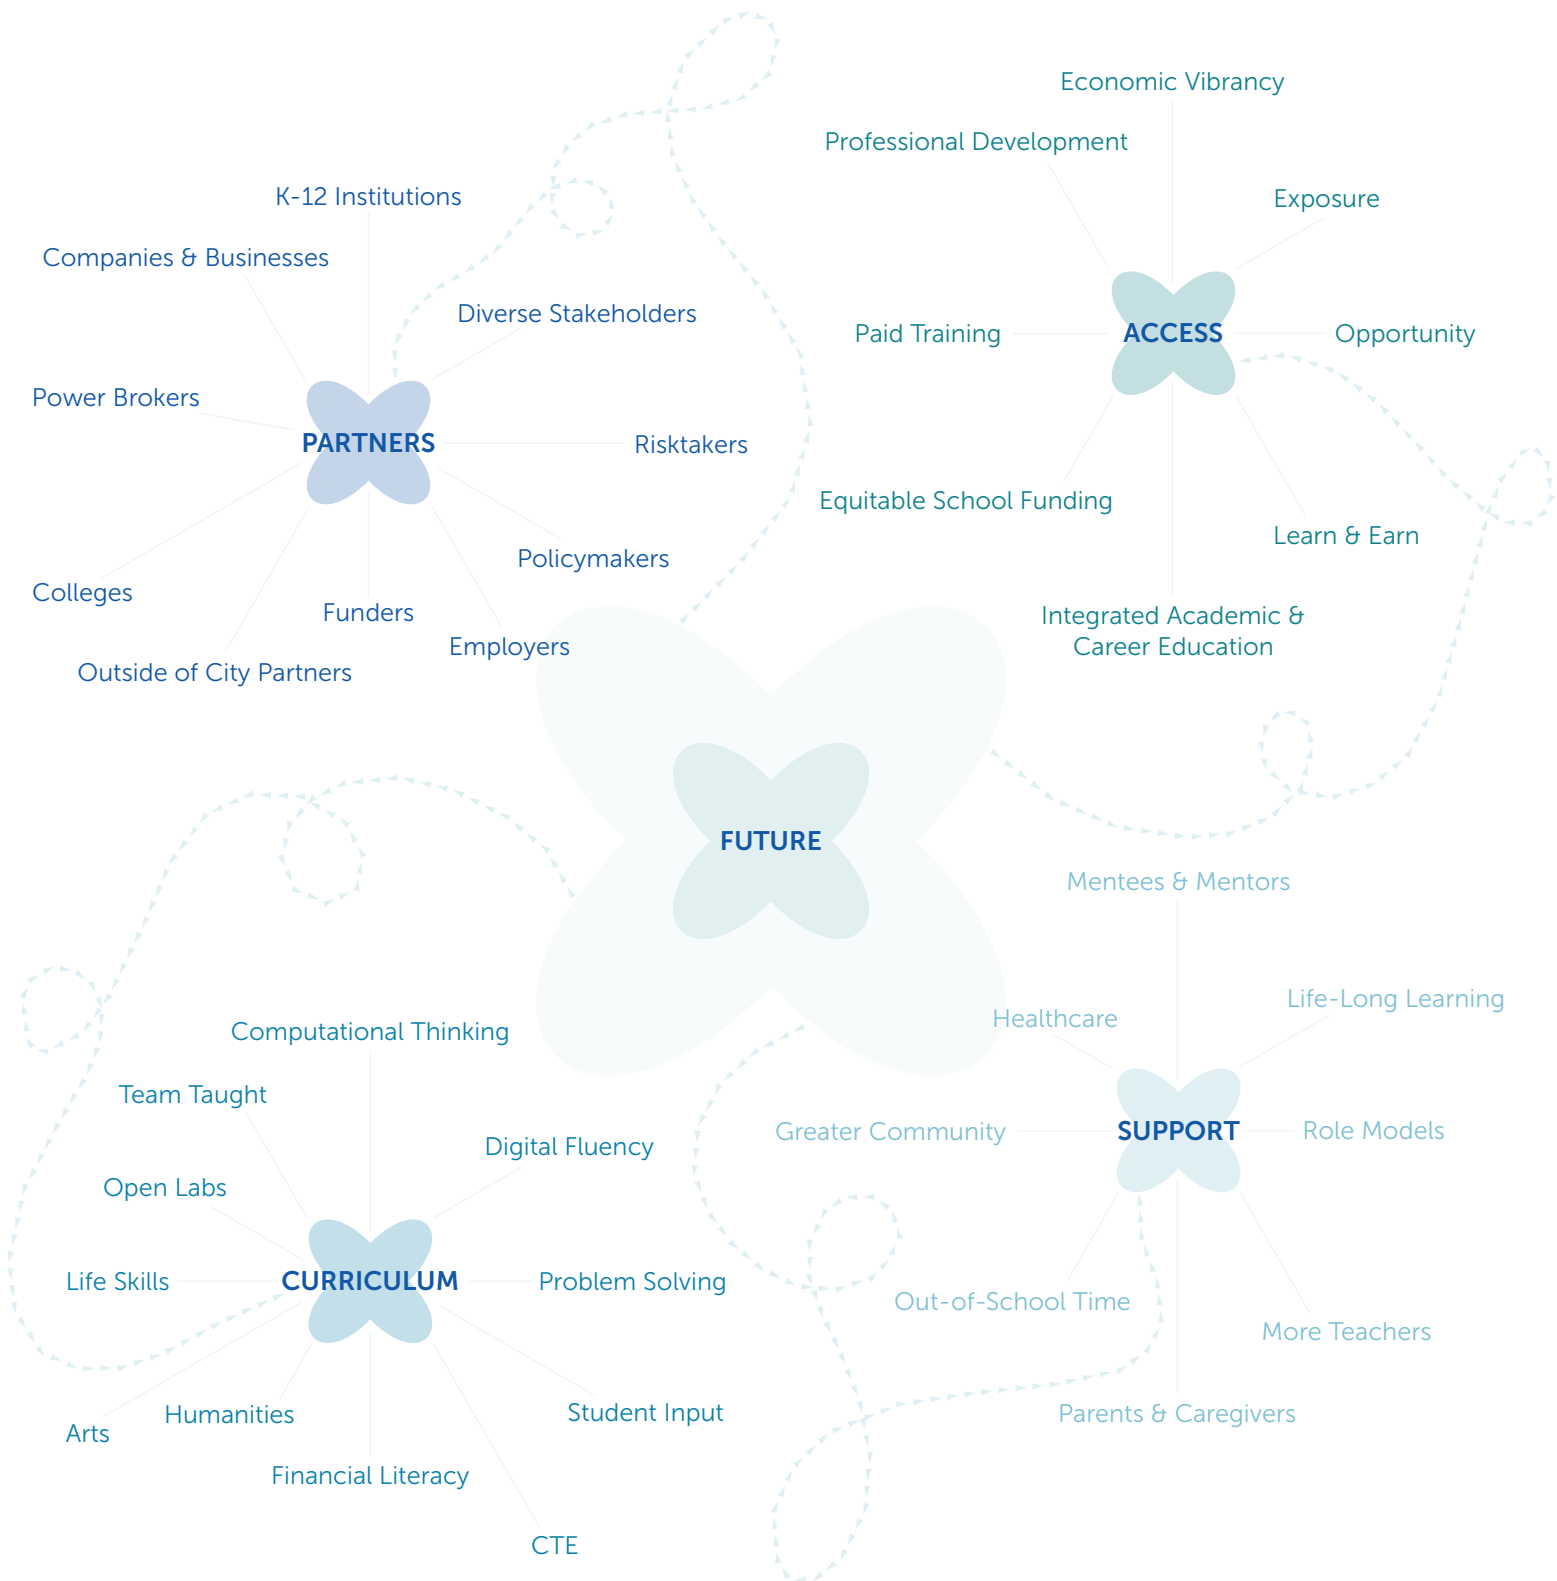 K-12 Institutions
Companies & Businesses
Diverse Stakeholders
Power Brokers
PARTNERS
Risktakers
Policymakers
Colleges
Funders
Employers
Outside of City Partners
Economic Vibrancy
Professional Development
Exposure
Paid Training
ACCESS
Opportunity
Equitable School Funding
Learn & Earn
Integrated Academic &
Career Education
FUTURE
Computational Thinking
Team Taught
Digital Fluency
Open Labs
Life Skills
CURRICULUM
Problem Solving
Student Input
Humanities
Arts
Financial Literacy
CTE
Mentees & Mentors
Life-Long Learning
Healthcare
Greater Community
SUPPORT
Role Models
Out-of-School Time
More Teachers
Parents & Caregivers